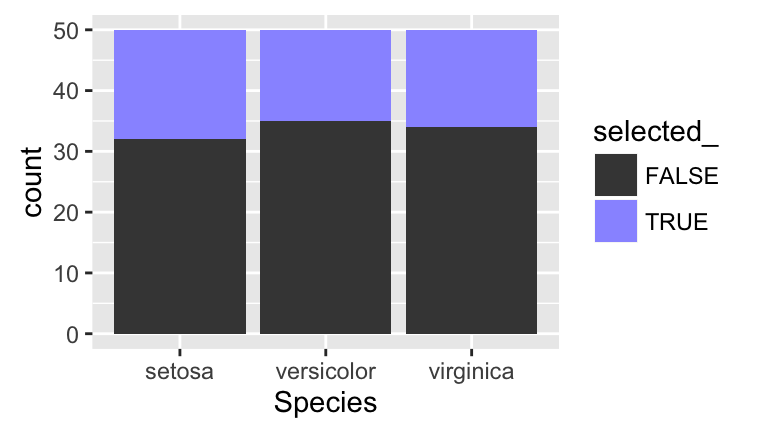 count
50
40
30
20
10
0
setosa versicolor virginica
Species
selected_
FALSE
TRUE